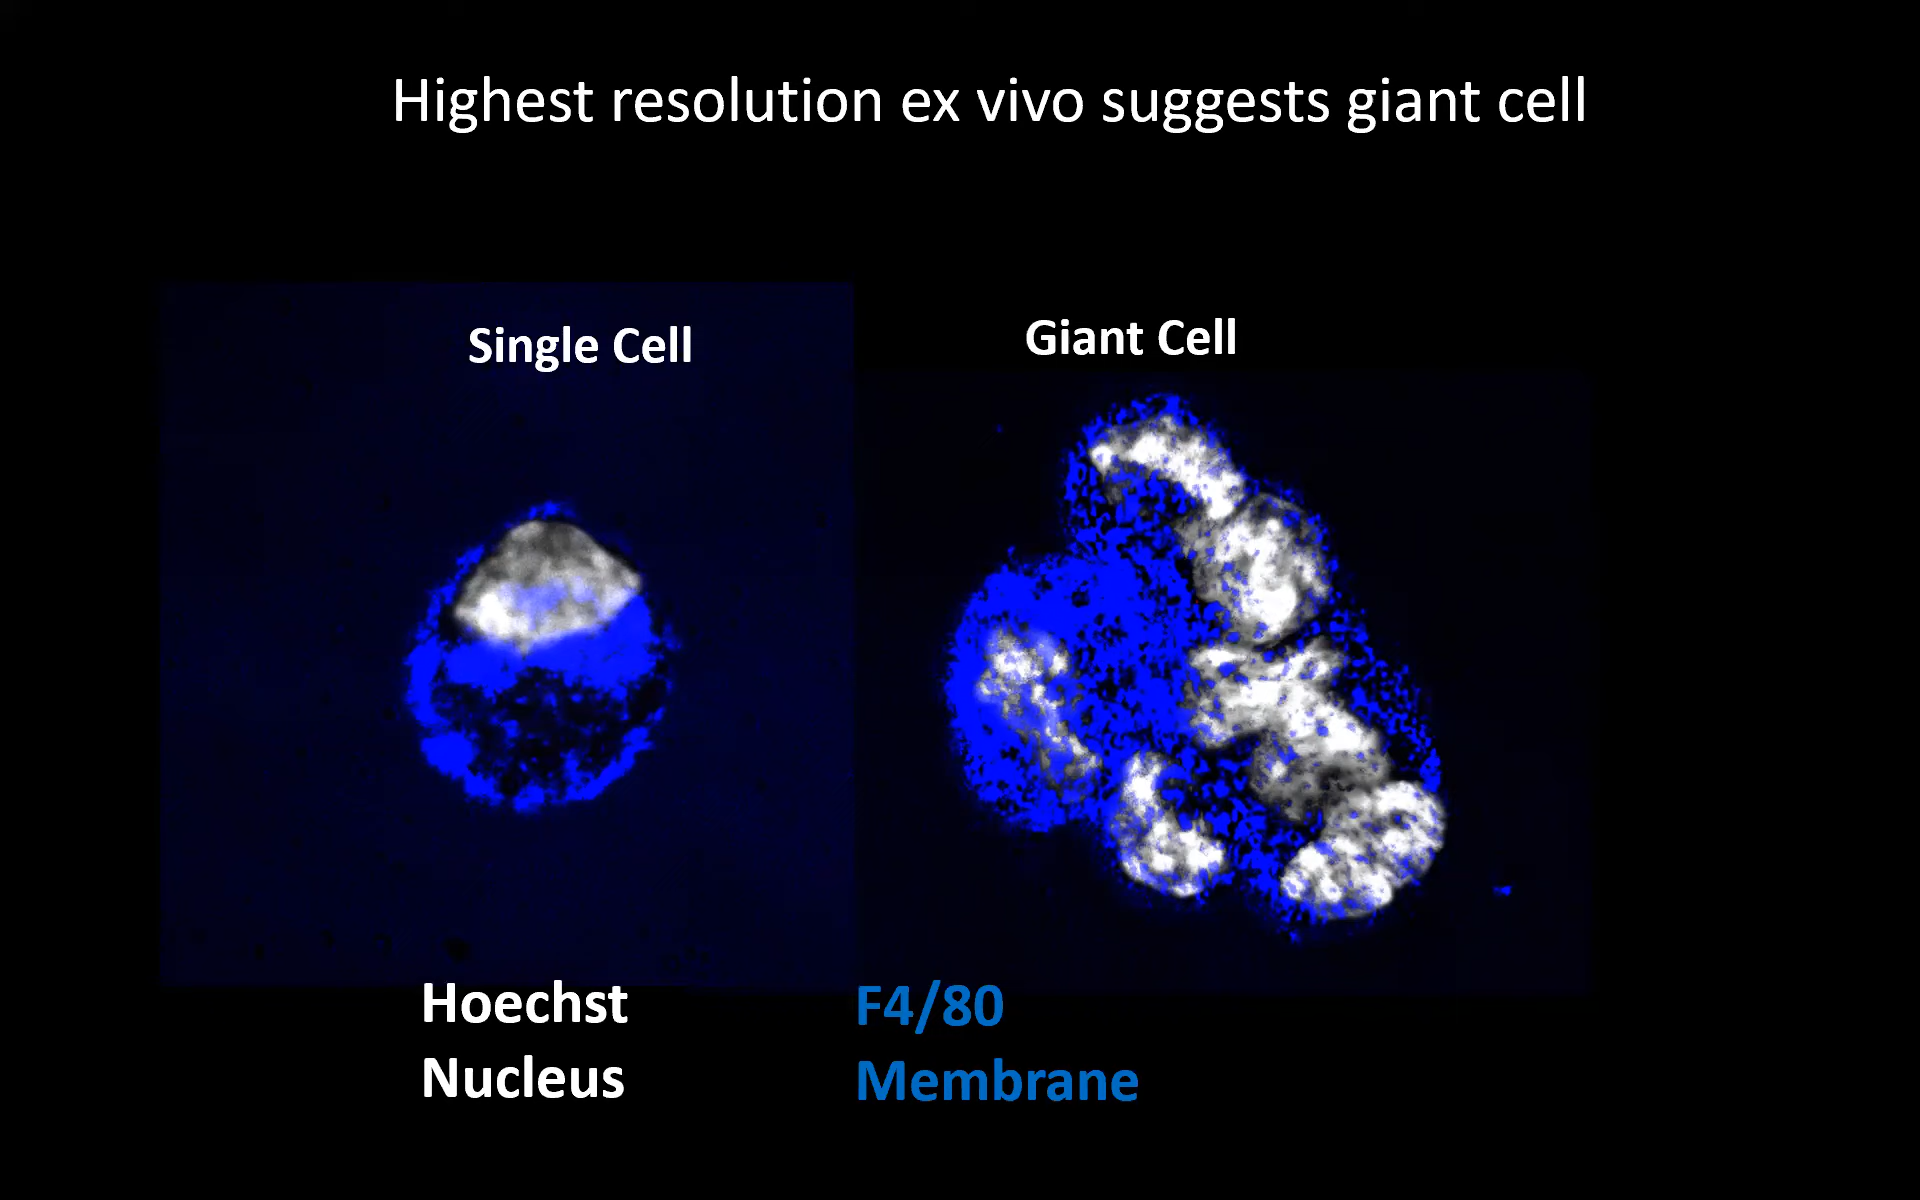 Highest resolution ex vivo suggests giant cell
Single Cell
Giant Cell
Hoechst
Nucleus
F4/80
Membrane